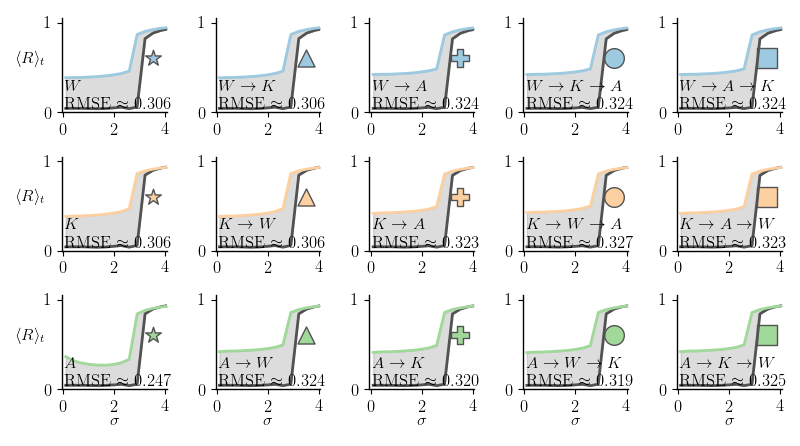 1 1 1 1 1
⟨R⟩t
W W → K W → A W → K → A W → A → K
RMSE ≈ 0.306 RMSE ≈ 0.306 RMSE ≈ 0.324 RMSE ≈ 0.324 RMSE ≈ 0.324
0 0 0 0 0
0 2 4 0 2 4 0 2 4 0 2 4 0 2 4
1 1 1 1 1
⟨R⟩t
K K → W K → A K → W → A K → A → W
RMSE ≈ 0.306 RMSE ≈ 0.306 RMSE ≈ 0.323 RMSE ≈ 0.327 RMSE ≈ 0.323
0 0 0 0 0
0 2 4 0 2 4 0 2 4 0 2 4 0 2 4
1 1 1 1 1
⟨R⟩t
A A → W A → K A → W → K A → K → W
RMSE ≈ 0.247 RMSE ≈ 0.324 RMSE ≈ 0.320 RMSE ≈ 0.319 RMSE ≈ 0.325
0 0 0 0 0
0 2 4 0 2 4 0 2 4 0 2 4 0 2 4
σ σ σ σ σ